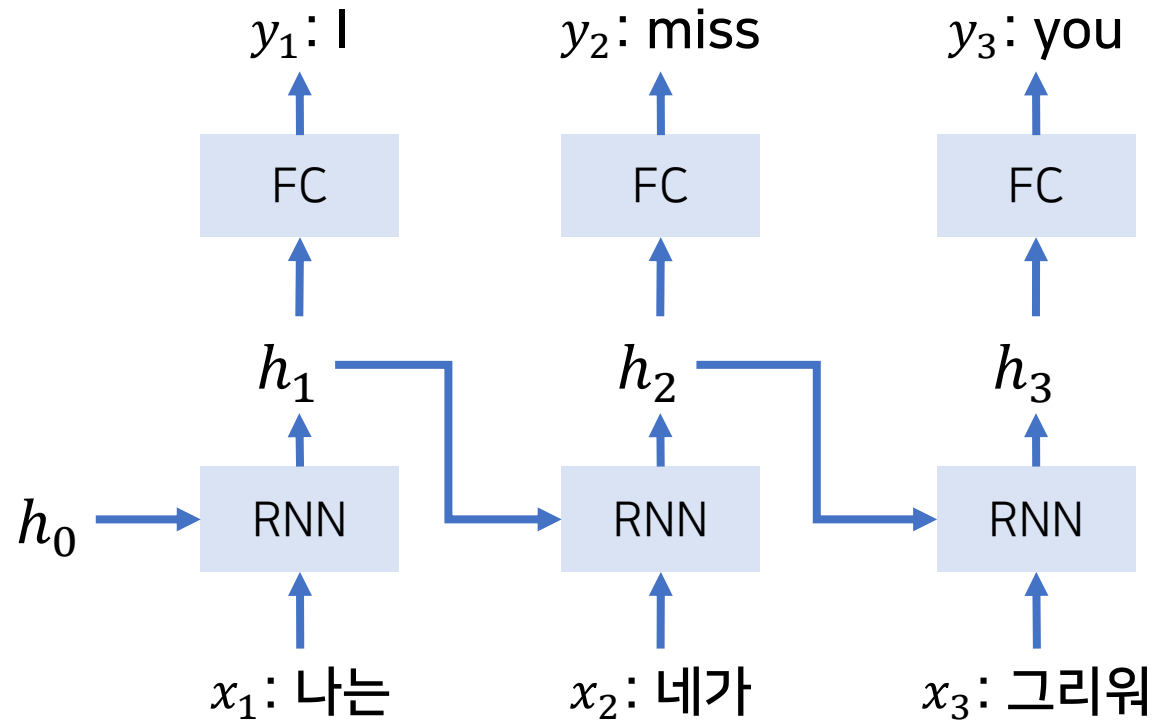 y₁: I y₂: miss y₃: you
FC FC FC
h₁ h₂ h₃
h₀ RNN RNN RNN
x₁: 나는 x₂: 네가 x₃: 그리워